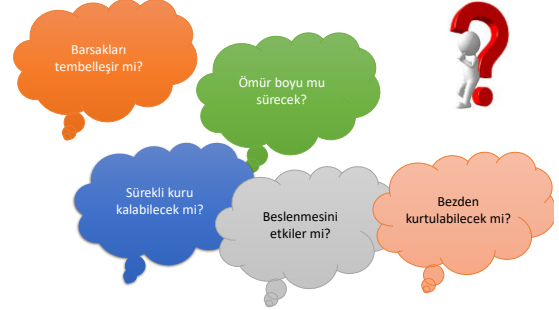 Barsakları
tembelleşir mi?
Ömür boyu mu
sürecek?
Sürekli kuru
kalabilecek mi?
Beslenmesini
etkiler mi?
Bezden
kurtulabilecek mi?